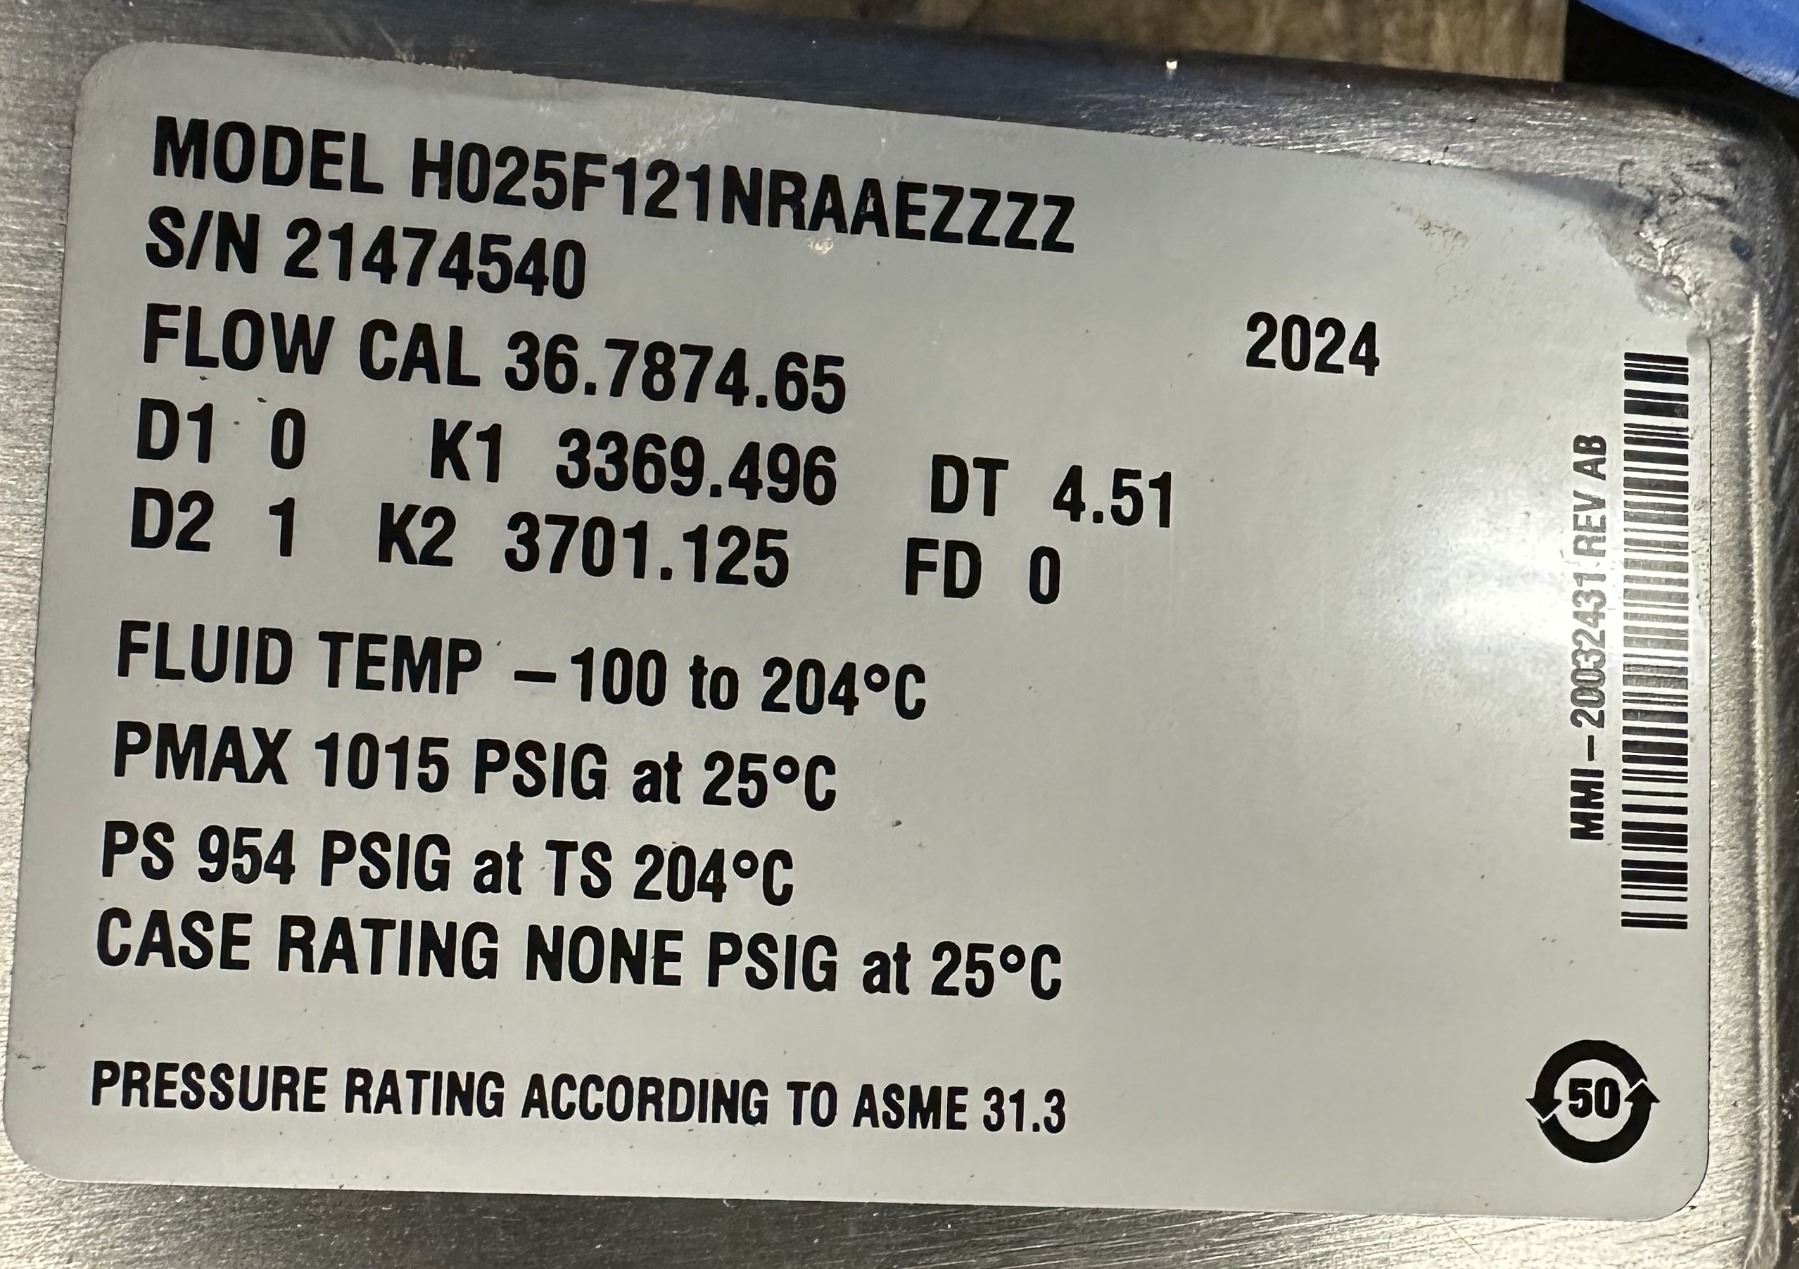 MODEL H025F121NRAAEZZZZ
S/N 21474540
2024
FLOW CAL 36.7874.65
D1 0 K1 3369.496 DT 4.51
D2 1 K2 3701.125 FD 0
FLUID TEMP –100 to 204°C
PMAX 1015 PSIG at 25°C
PS 954 PSIG at TS 204°C
CASE RATING NONE PSIG at 25°C
PRESSURE RATING ACCORDING TO ASME 31.3
MMI–20032431 REV AB
50